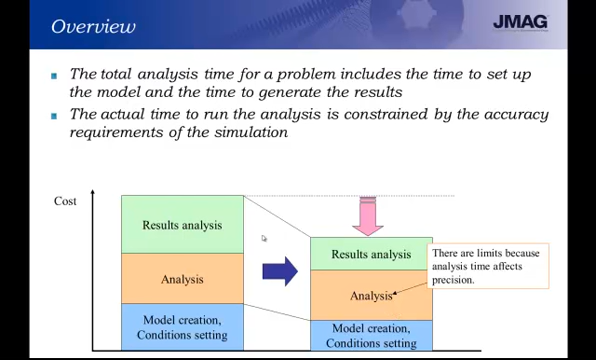 Overview
JMAG
The total analysis time for a problem includes the time to set up
the model and the time to generate the results
The actual time to run the analysis is constrained by the accuracy
requirements of the simulation
Cost
Results analysis
Analysis
Model creation,
Conditions setting
Results analysis
Analysis
Model creation,
Conditions setting
There are limits because
analysis time affects
precision.